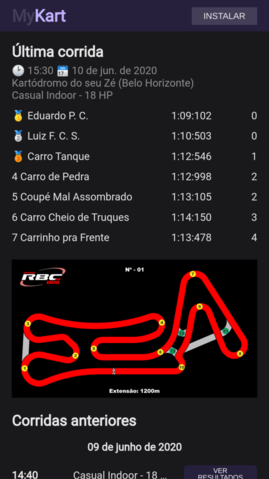 MyKart
INSTALAR
Última corrida
🕒 15:30 📅 10 de jun. de 2020
Kartódromo do seu Zé (Belo Horizonte)
Casual Indoor - 18 HP
🥇 Eduardo P. C. 1:09:102 0
🥈 Luiz F. C. S. 1:10:503 0
🥉 Carro Tanque 1:12:546 1
4 Carro de Pedra 1:12:998 2
5 Coupé Mal Assombrado 1:13:105 2
6 Carro Cheio de Truques 1:14:150 3
7 Carrinho pra Frente 1:13:478 4
Nº - 01
RBC
Extensão: 1200m
Corridas anteriores
09 de junho de 2020
14:40 Casual Indoor - 18 ...
VER
RESULTADOS